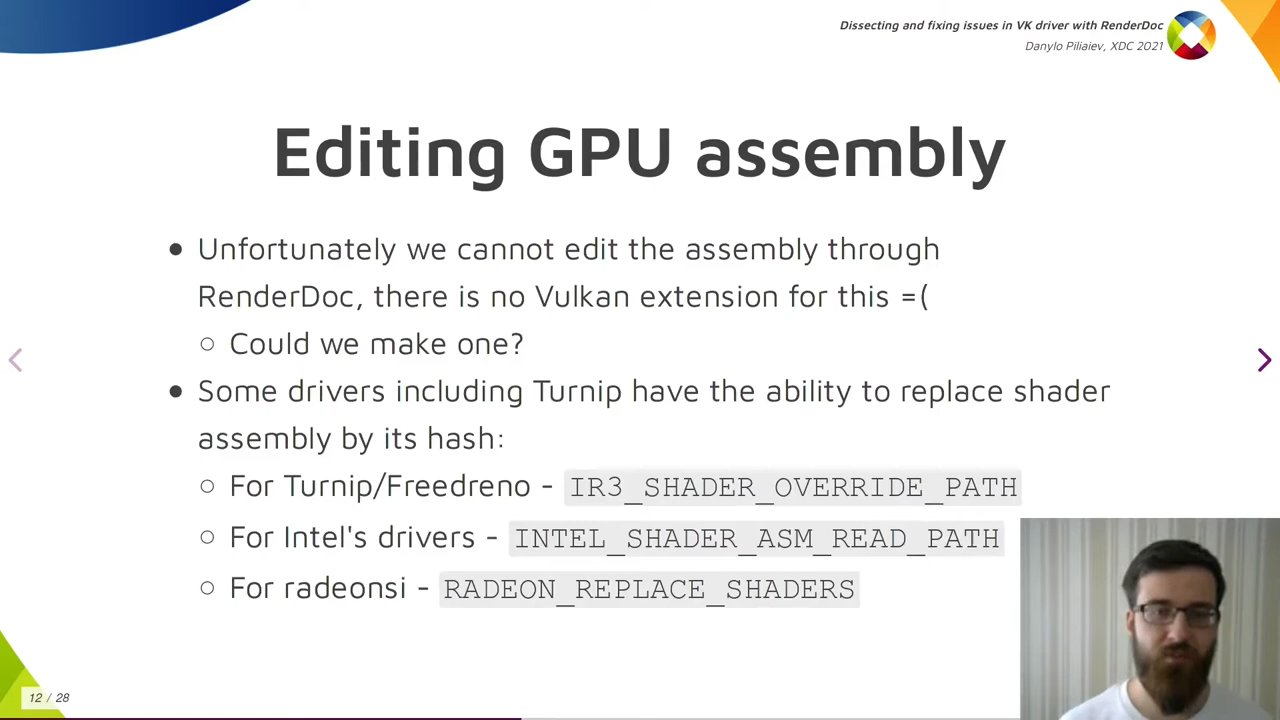 Dissecting and fixing issues in VK driver with RenderDoc
Danylo Piliaiev, XDC 2021
Editing GPU assembly
● Unfortunately we cannot edit the assembly through
RenderDoc, there is no Vulkan extension for this =(
○ Could we make one?
● Some drivers including Turnip have the ability to replace shader
assembly by its hash:
○ For Turnip/Freedreno - IR3_SHADER_OVERRIDE_PATH
○ For Intel's drivers - INTEL_SHADER_ASM_READ_PATH
○ For radeonsi - RADEON_REPLACE_SHADERS
12 / 28